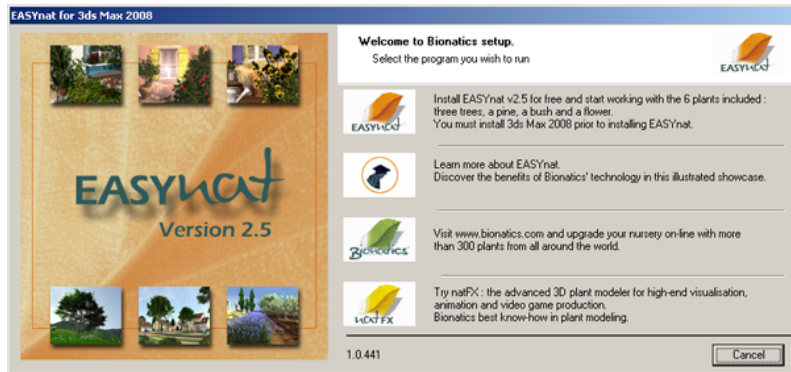 EASYnat for 3ds Max 2008
EASYnat
Version 2.5
Welcome to Bionatics setup.
Select the program you wish to run
EASYnat
EASYnat
Install EASYnat v2.5 for free and start working with the 6 plants included :
three trees, a pine, a bush and a flower.
You must install 3ds Max 2008 prior to installing EASYnat.
Learn more about EASYnat.
Discover the benefits of Bionatics' technology in this illustrated showcase.
Bionatics
Visit www.bionatics.com and upgrade your nursery on-line with more
than 300 plants from all around the world.
natFX
Try natFX : the advanced 3D plant modeler for high-end visualisation,
animation and video game production.
Bionatics best know-how in plant modeling.
1.0.441
Cancel